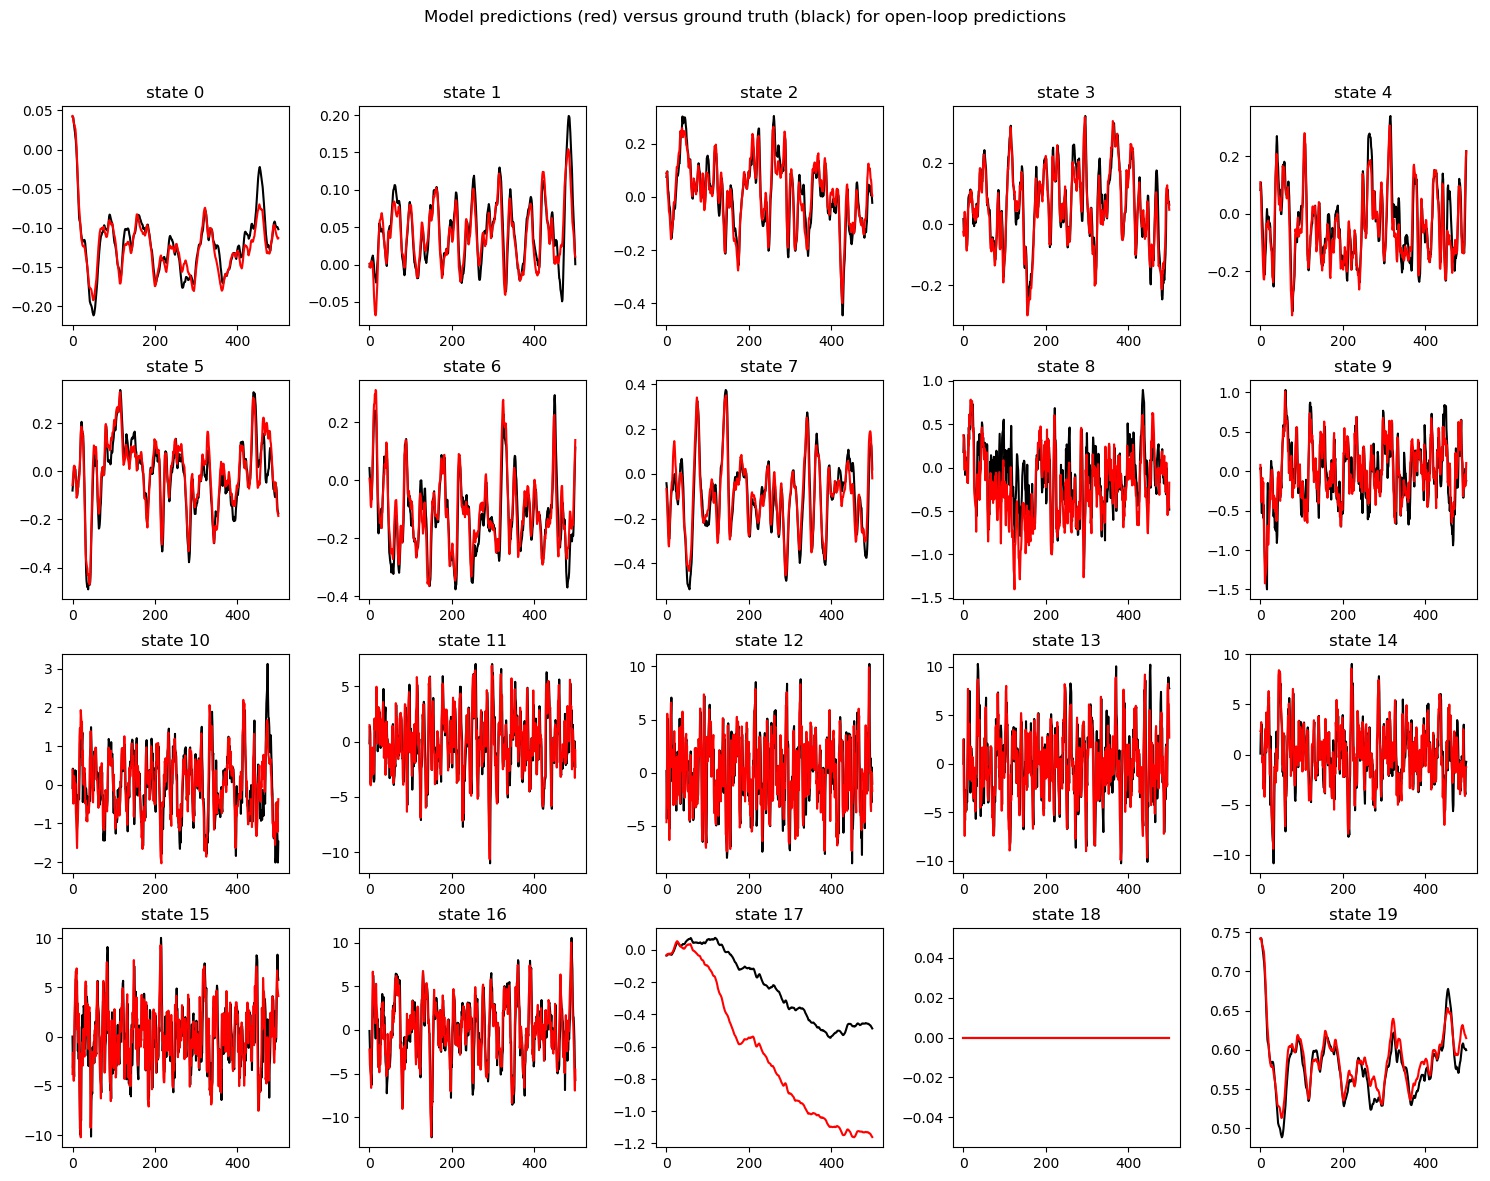 Model predictions (red) versus ground truth (black) for open-loop predictions
state 0 state 1 state 2 state 3 state 4
0.05 0.00 −0.05 −0.10 −0.15 −0.20 0 200 400
0.20 0.15 0.10 0.05 0.00 −0.05 0 200 400
0.2 0.0 −0.2 −0.4 0 200 400
0.2 0.0 −0.2 0 200 400
0.2 0.0 −0.2 0 200 400
state 5 state 6 state 7 state 8 state 9
0.2 0.0 −0.2 −0.4 0 200 400
0.2 0.0 −0.2 −0.4 0 200 400
0.4 0.2 0.0 −0.2 −0.4 0 200 400
1.0 0.5 0.0 −0.5 −1.0 −1.5 0 200 400
1.0 0.5 0.0 −0.5 −1.0 −1.5 0 200 400
state 10 state 11 state 12 state 13 state 14
3 2 1 0 −1 −2 0 200 400
5 0 −5 −10 0 200 400
10 5 0 −5 0 200 400
10 5 0 −5 −10 0 200 400
10 5 0 −5 −10 0 200 400
state 15 state 16 state 17 state 18 state 19
10 5 0 −5 −10 0 200 400
10 5 0 −5 −10 0 200 400
0.0 −0.2 −0.4 −0.6 −0.8 −1.0 −1.2 0 200 400
0.04 0.02 0.00 −0.02 −0.04 0 200 400
0.75 0.70 0.65 0.60 0.55 0.50 0 200 400